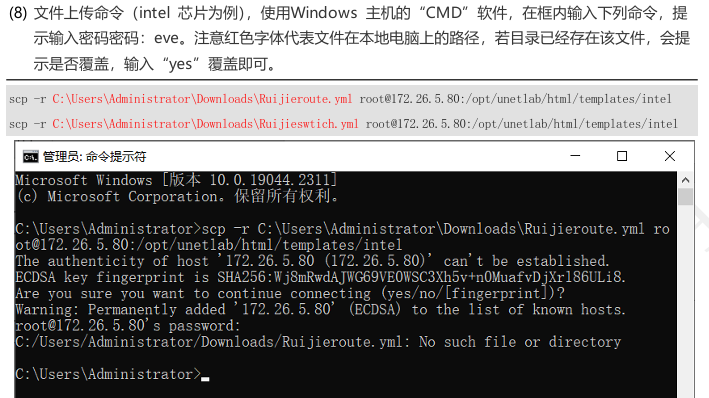 (8) 文件上传命令（intel 芯片为例），使用Windows 主机的“CMD”软件，在框内输入下列命令，提
示输入密码密码：eve。注意红色字体代表文件在本地电脑上的路径，若目录已经存在该文件，会提
示是否覆盖，输入“yes”覆盖即可。
scp -r C:\Users\Administrator\Downloads\Ruijieroute.yml root@172.26.5.80:/opt/unetlab/html/templates/intel
scp -r C:\Users\Administrator\Downloads\Ruijieswtich.yml root@172.26.5.80:/opt/unetlab/html/templates/intel
管理员: 命令提示符
Microsoft Windows [版本 10.0.19044.2311]
(c) Microsoft Corporation。保留所有权利。
C:\Users\Administrator>scp -r C:\Users\Administrator\Downloads\Ruijieroute.yml ro
ot@172.26.5.80:/opt/unetlab/html/templates/intel
The authenticity of host '172.26.5.80 (172.26.5.80)' can't be established.
ECDSA key fingerprint is SHA256:Wj8mRwdAJWG69VE0WSC3Xh5v+n0MuafvDjXrl86ULi8.
Are you sure you want to continue connecting (yes/no/[fingerprint])?
Warning: Permanently added '172.26.5.80' (ECDSA) to the list of known hosts.
root@172.26.5.80's password:
C:/Users/Administrator/Downloads/Ruijieroute.yml: No such file or directory
C:\Users\Administrator>